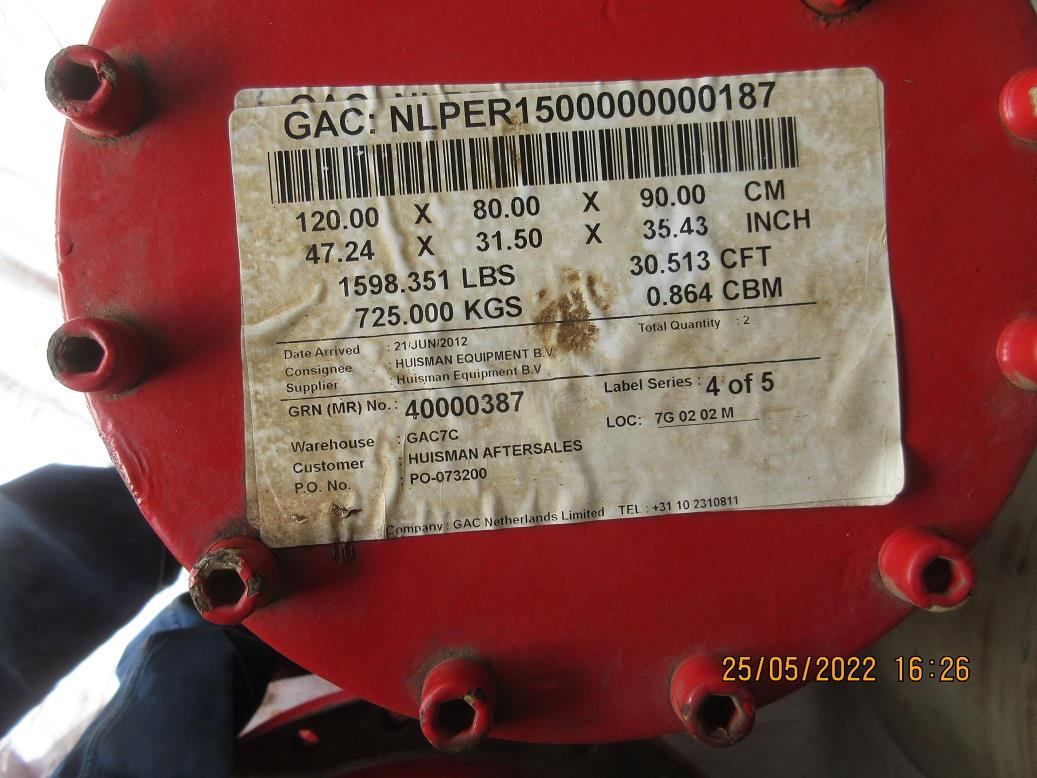 GAC: NLPER1500000000187
120.00 X 80.00 X 90.00 CM
47.24 X 31.50 X 35.43 INCH
1598.351 LBS 30.513 CFT
725.000 KGS 0.864 CBM
Date Arrived : 21/JUN/2012 Total Quantity : 2
Consignee : HUISMAN EQUIPMENT B.V
Supplier : Huisman Equipment B.V
GRN (MR) No. : 40000387 Label Series : 4 of 5
LOC: 7G 02 02 M
Warehouse : GAC7C
Customer : HUISMAN AFTERSALES
P.O. No. : PO-073200
Company : GAC Netherlands Limited TEL : +31 10 2310811
25/05/2022 16:26